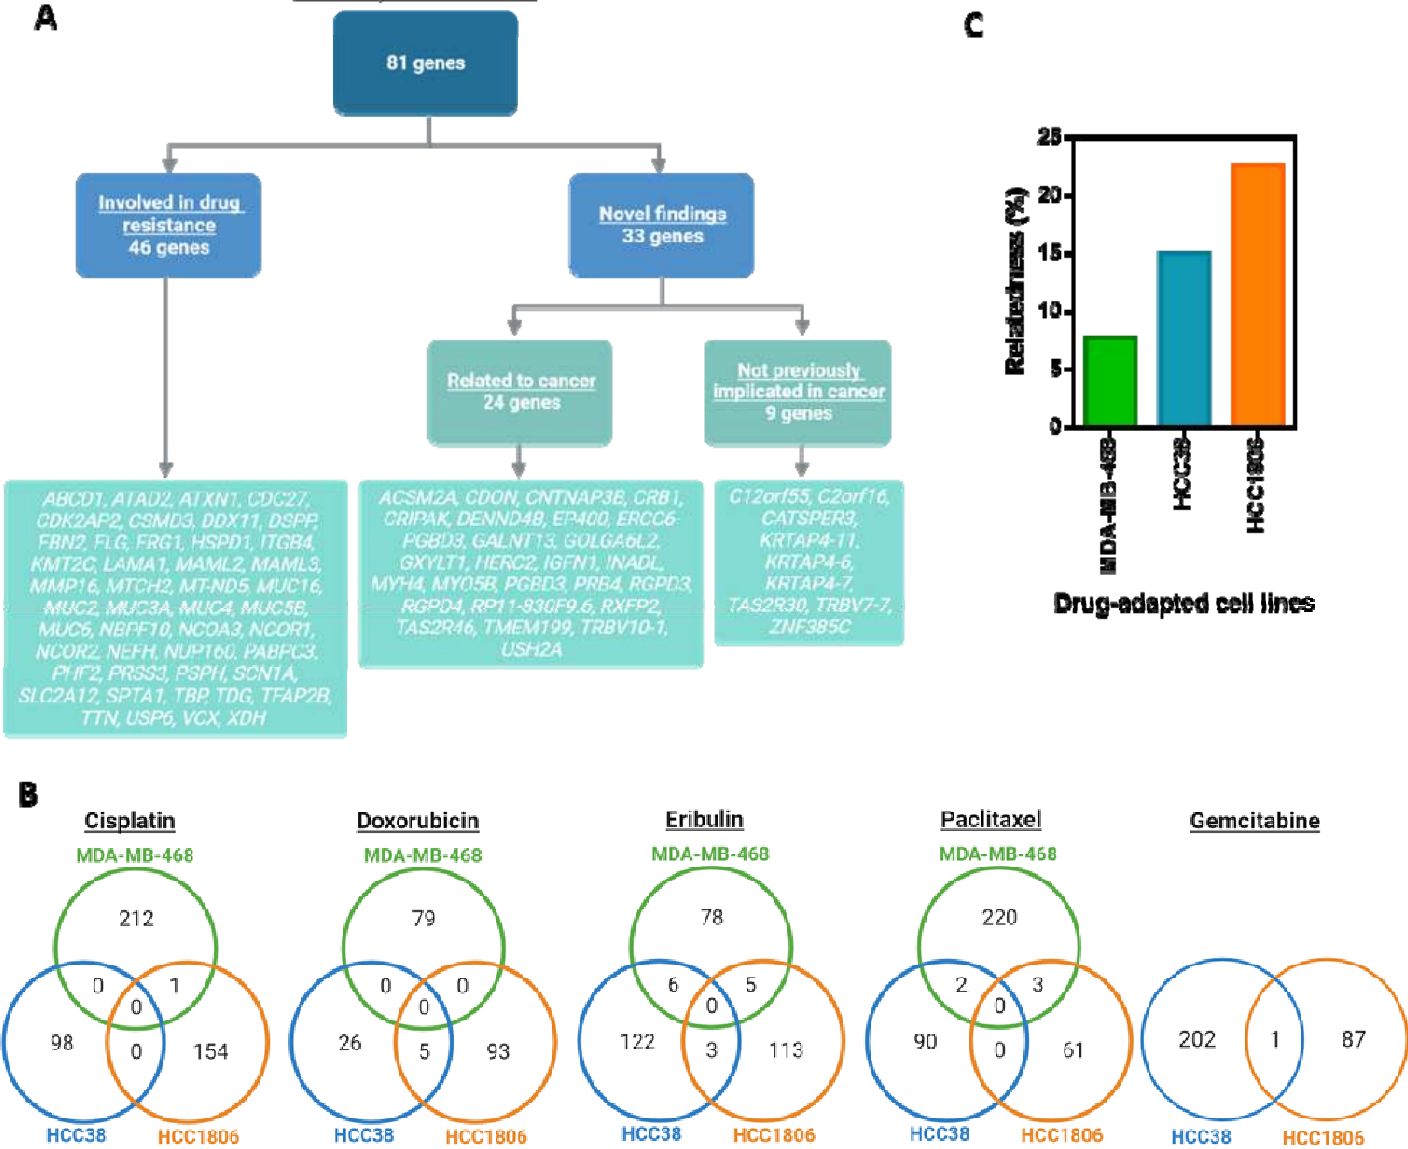 A
81 genes
Involved in drug
resistance
46 genes
Novel findings
33 genes
Related to cancer
24 genes
Not previously
implicated in cancer
9 genes
ABCD1, ATAD2, ATXN1, CDC27,
CDK2AP2, CSMD3, DDX11, DSPP,
FBN2, FLG, FRG1, HSPD1, ITGB4,
KMT2C, LAMA1, MAML2, MAML3,
MMP16, MTCH2, MT-ND5, MUC16,
MUC2, MUC3A, MUC4, MUC5B,
MUC6, NBPF10, NCOA3, NCOR1,
NCOR2, NEFH, NUP160, PABPC3,
PHF2, PRSS3, PSPH, SCN1A,
SLC2A12, SPTA1, TBP, TDG, TFAP2B,
TTN, USP6, VCX, XDH
ACSM2A, CDON, CNTNAP3B, CRB1,
CRIPAK, DENND4B, EP400, ERCC6-
PGBD3, GALNT13, GOLGA6L2,
GXYLT1, HERC2, IGFN1, INADL,
MYH4, MYO5B, PGBD3, PRB4, RGPD3,
RGPD4, RP11-830F9.6, RXFP2,
TAS2R46, TMEM199, TRBV10-1,
USH2A
C12orf55, C2orf16,
CATSPER3,
KRTAP4-11,
KRTAP4-6,
KRTAP4-7,
TAS2R30, TRBV7-7,
ZNF385C
C
Relatedness (%)
25
20
15
10
5
0
MDA-MB-468
HCC38
HCC1806
Drug-adapted cell lines
B
Cisplatin
MDA-MB-468
212
0
1
0
98
0
154
HCC38
HCC1806
Doxorubicin
MDA-MB-468
79
0
0
0
26
5
93
HCC38
HCC1806
Eribulin
MDA-MB-468
78
6
5
0
122
3
113
HCC38
HCC1806
Paclitaxel
MDA-MB-468
220
2
3
0
90
0
61
HCC38
HCC1806
Gemcitabine
202
1
87
HCC38
HCC1806